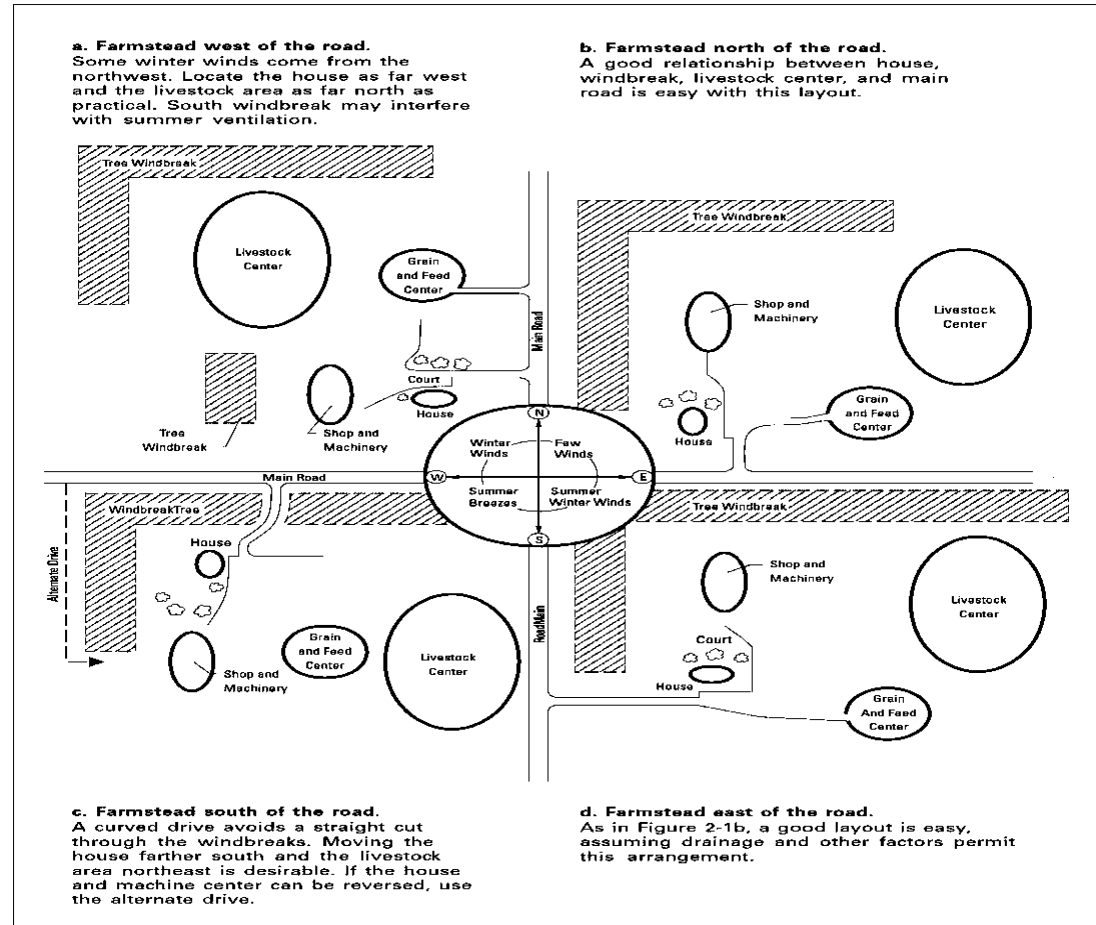 a. Farmstead west of the road.
Some winter winds come from the
northwest. Locate the house as far west
and the livestock area as far north as
practical. South windbreak may interfere
with summer ventilation.
b. Farmstead north of the road.
A good relationship between house,
windbreak, livestock center, and main
road is easy with this layout.
Tree Windbreak
Livestock
Center
Grain
and Feed
Center
Main Road
Court
House
Shop and
Machinery
Tree
Windbreak
Tree Windbreak
Shop and
Machinery
Livestock
Center
Grain
and Feed
Center
House
N
Winter
Winds
Few
Winds
W
E
Summer
Breezes
Summer
Winter Winds
S
Main Road
WindbreakTree
House
Alternate Drive
Grain
and Feed
Center
Shop and
Machinery
Livestock
Center
RoadMain
Tree Windbreak
Shop and
Machinery
Livestock
Center
Court
House
Grain
And Feed
Center
c. Farmstead south of the road.
A curved drive avoids a straight cut
through the windbreaks. Moving the
house farther south and the livestock
area northeast is desirable. If the house
and machine center can be reversed, use
the alternate drive.
d. Farmstead east of the road.
As in Figure 2-1b, a good layout is easy,
assuming drainage and other factors permit
this arrangement.